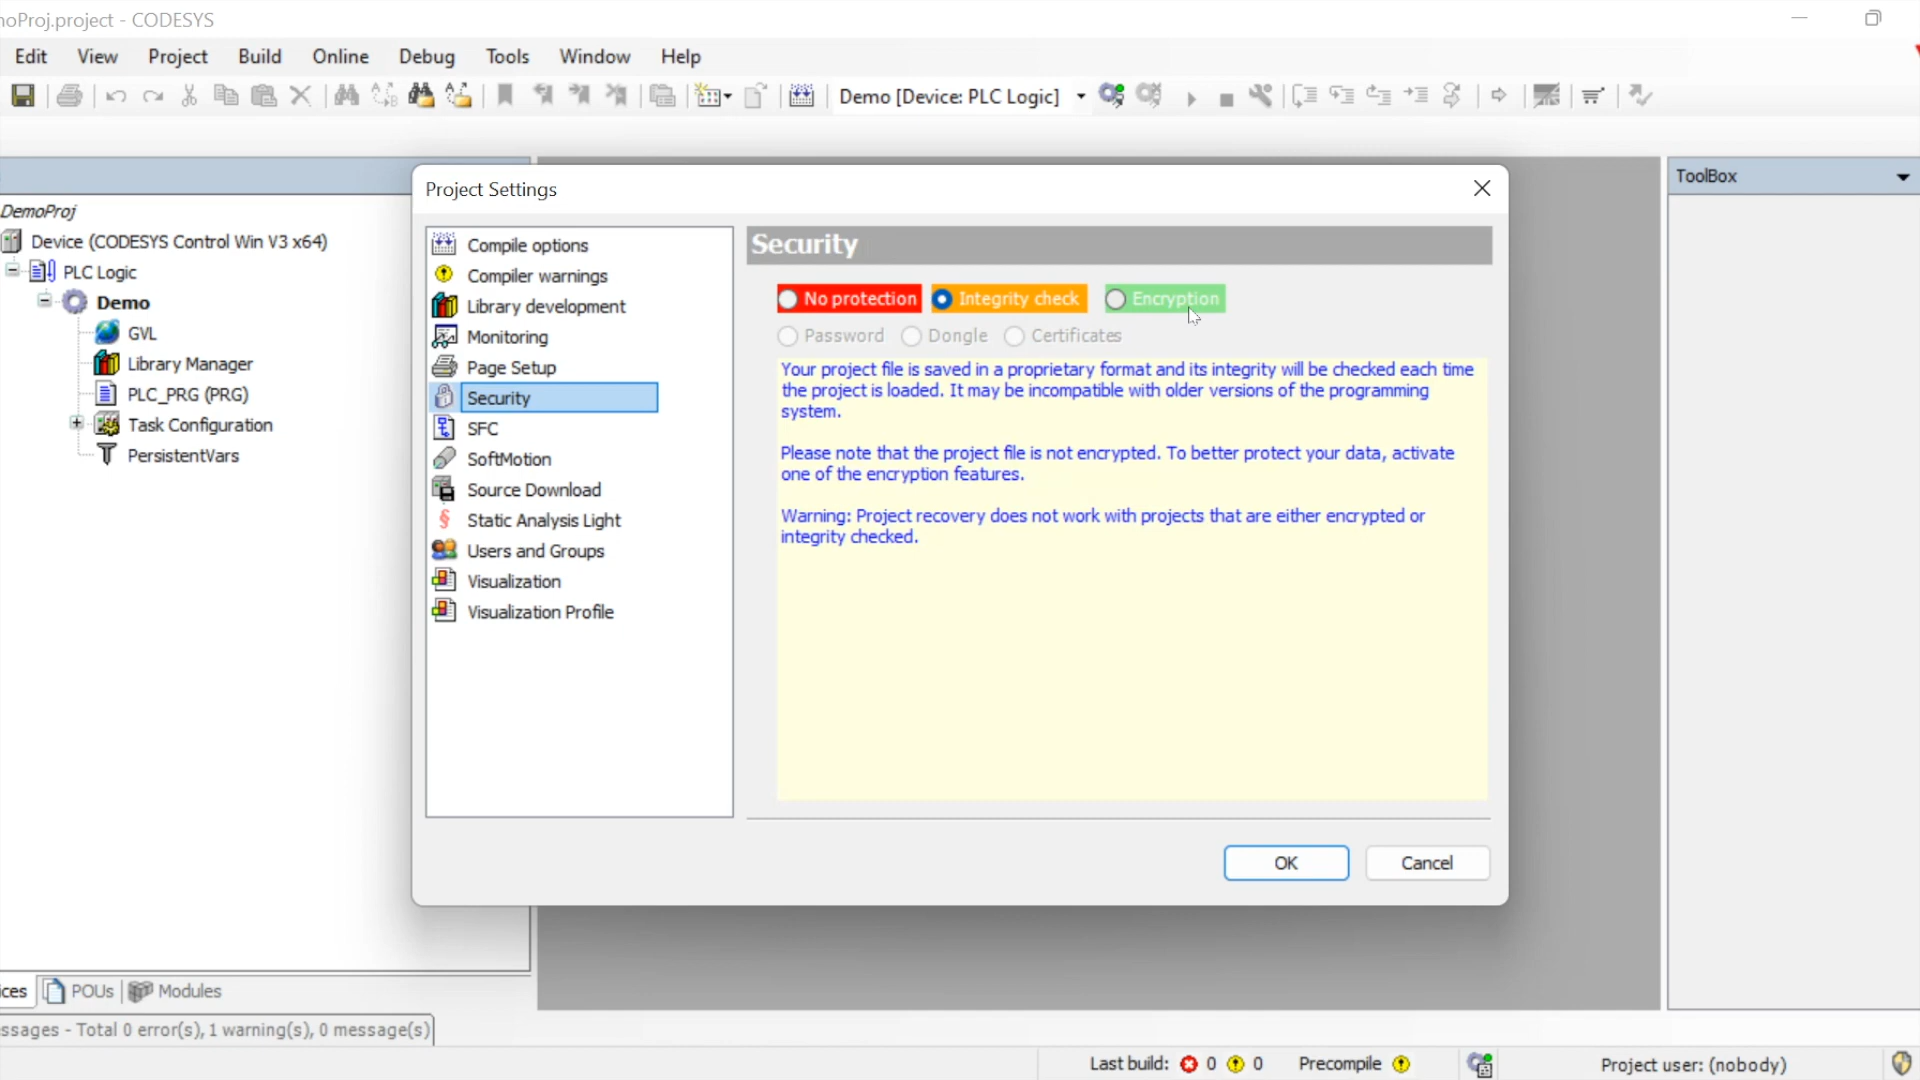 noProj.project - CODESYS
Edit View Project Build Online Debug Tools Window Help
Demo [Device: PLC Logic]
ToolBox
DemoProj
Device (CODESYS Control Win V3 x64)
PLC Logic
Demo
GVL
Library Manager
PLC_PRG (PRG)
Task Configuration
PersistentVars
Project Settings
Compile options
Compiler warnings
Library development
Monitoring
Page Setup
Security
SFC
SoftMotion
Source Download
Static Analysis Light
Users and Groups
Visualization
Visualization Profile
Security
No protection Integrity check Encryption
Password Dongle Certificates
Your project file is saved in a proprietary format and its integrity will be checked each time
the project is loaded. It may be incompatible with older versions of the programming
system.
Please note that the project file is not encrypted. To better protect your data, activate
one of the encryption features.
Warning: Project recovery does not work with projects that are either encrypted or
integrity checked.
OK Cancel
ices POUs Modules
ssages - Total 0 error(s), 1 warning(s), 0 message(s)
Last build: 0 0 Precompile Project user: (nobody)